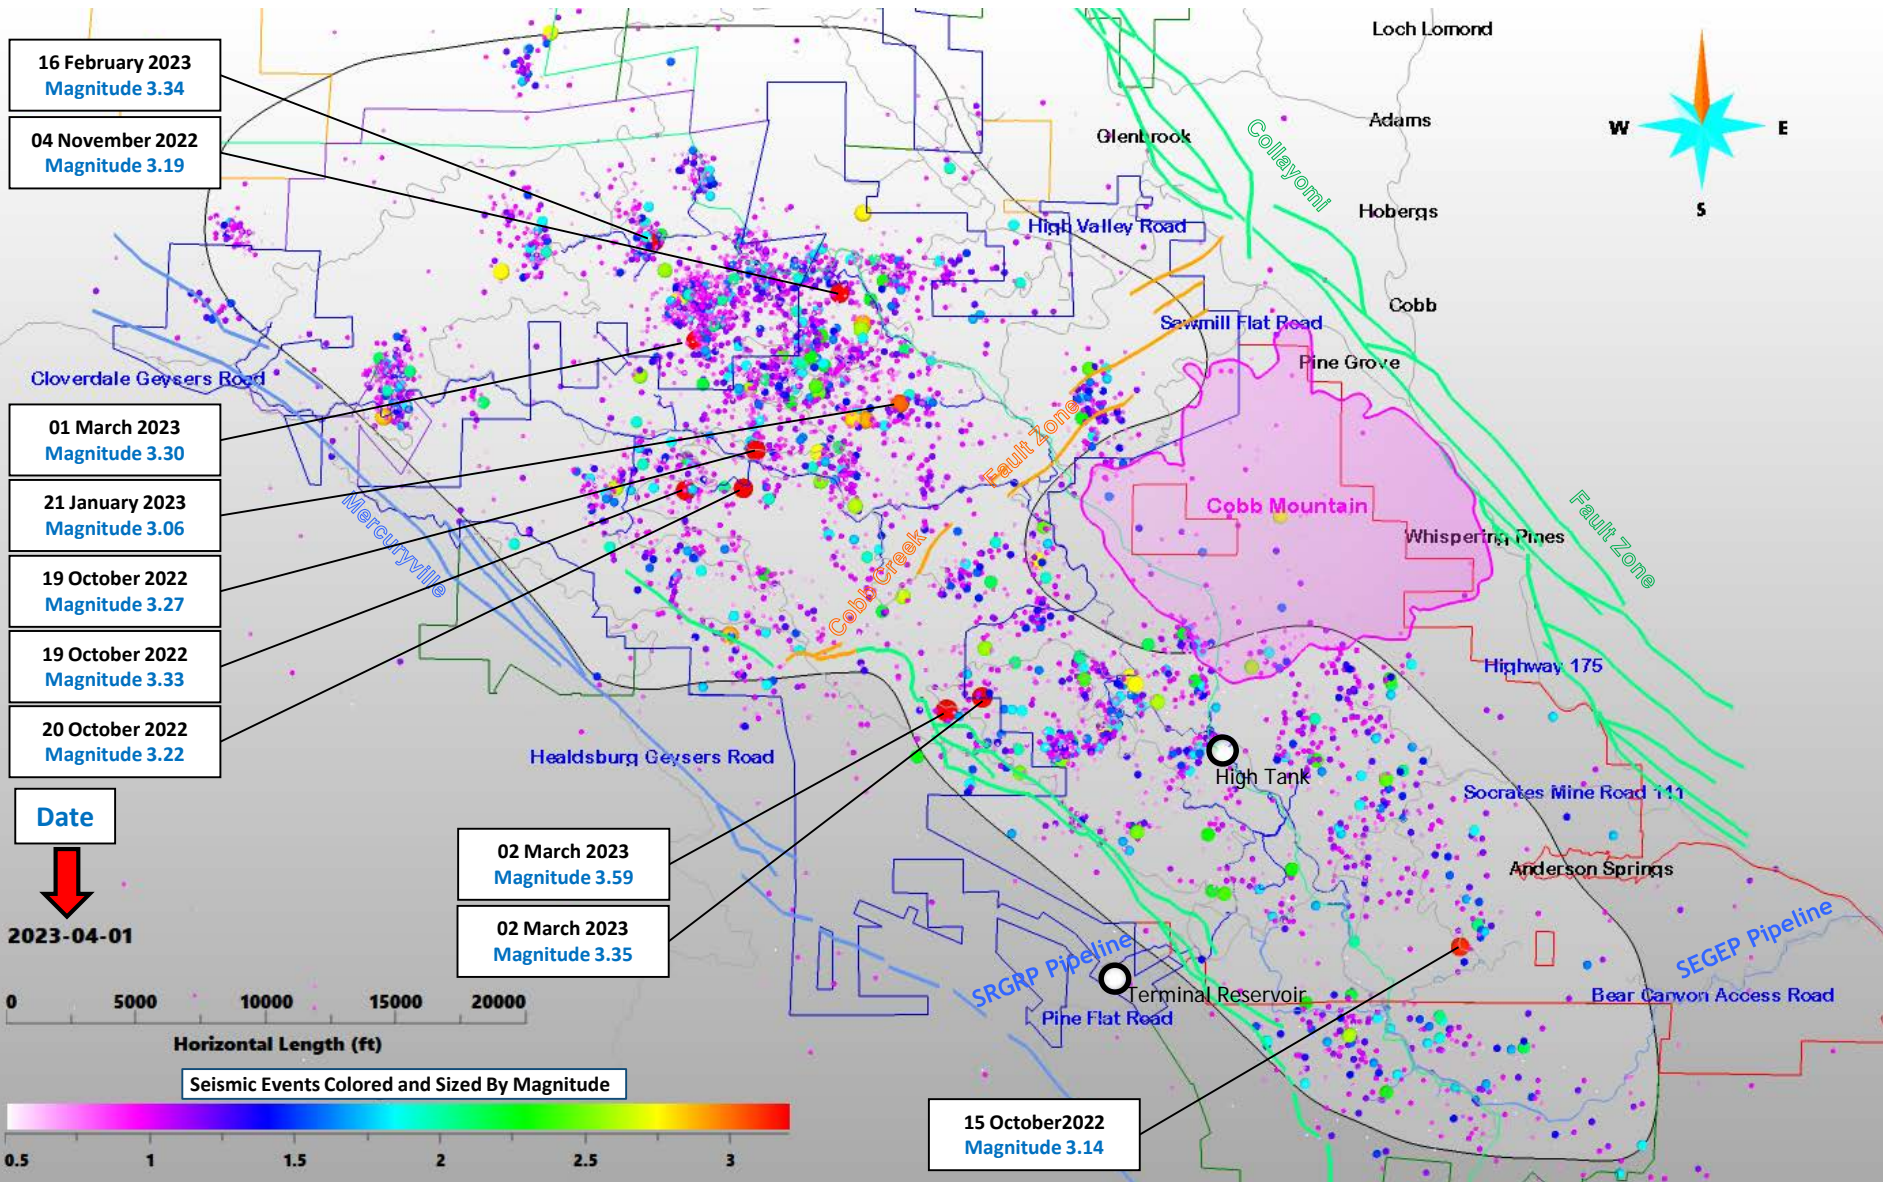 Loch Lomond
16 February 2023
Magnitude 3.34
Adams
Glenbrook
W
E
S
04 November 2022
Magnitude 3.19
Collayomi
Hobergs
High Valley Road
Cobb
Sawmill Flat Road
Pine Grove
Cloverdale Geysers Road
01 March 2023
Magnitude 3.30
Fault Zone
21 January 2023
Magnitude 3.06
Cobb Mountain
Whispering Pines
Fault Zone
Mercuryville
19 October 2022
Magnitude 3.27
Cobb Creek
19 October 2022
Magnitude 3.33
Highway 175
20 October 2022
Magnitude 3.22
Healdsburg Geysers Road
High Tank
Socrates Mine Road 141
Date
02 March 2023
Magnitude 3.59
Anderson Springs
02 March 2023
Magnitude 3.35
2023-04-01
SRGRP Pipeline
SEGEP Pipeline
Terminal Reservoir
Bear Canyon Access Road
Pine Flat Road
0 5000 10000 15000 20000
Horizontal Length (ft)
Seismic Events Colored and Sized By Magnitude
0.5 1 1.5 2 2.5 3
15 October2022
Magnitude 3.14